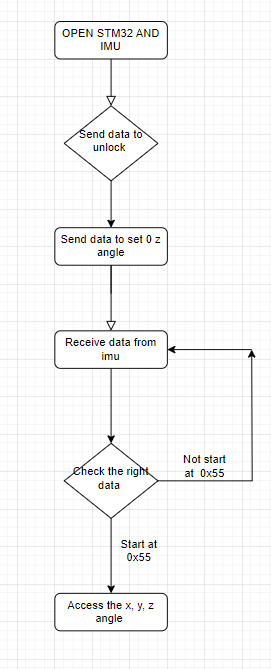 OPEN STM32 AND
IMU
Send data to
unlock
Send data to set 0 z
angle
Receive data from
imu
Check the right
data
Not start
at 0x55
Start at
0x55
Access the x, y, z
angle